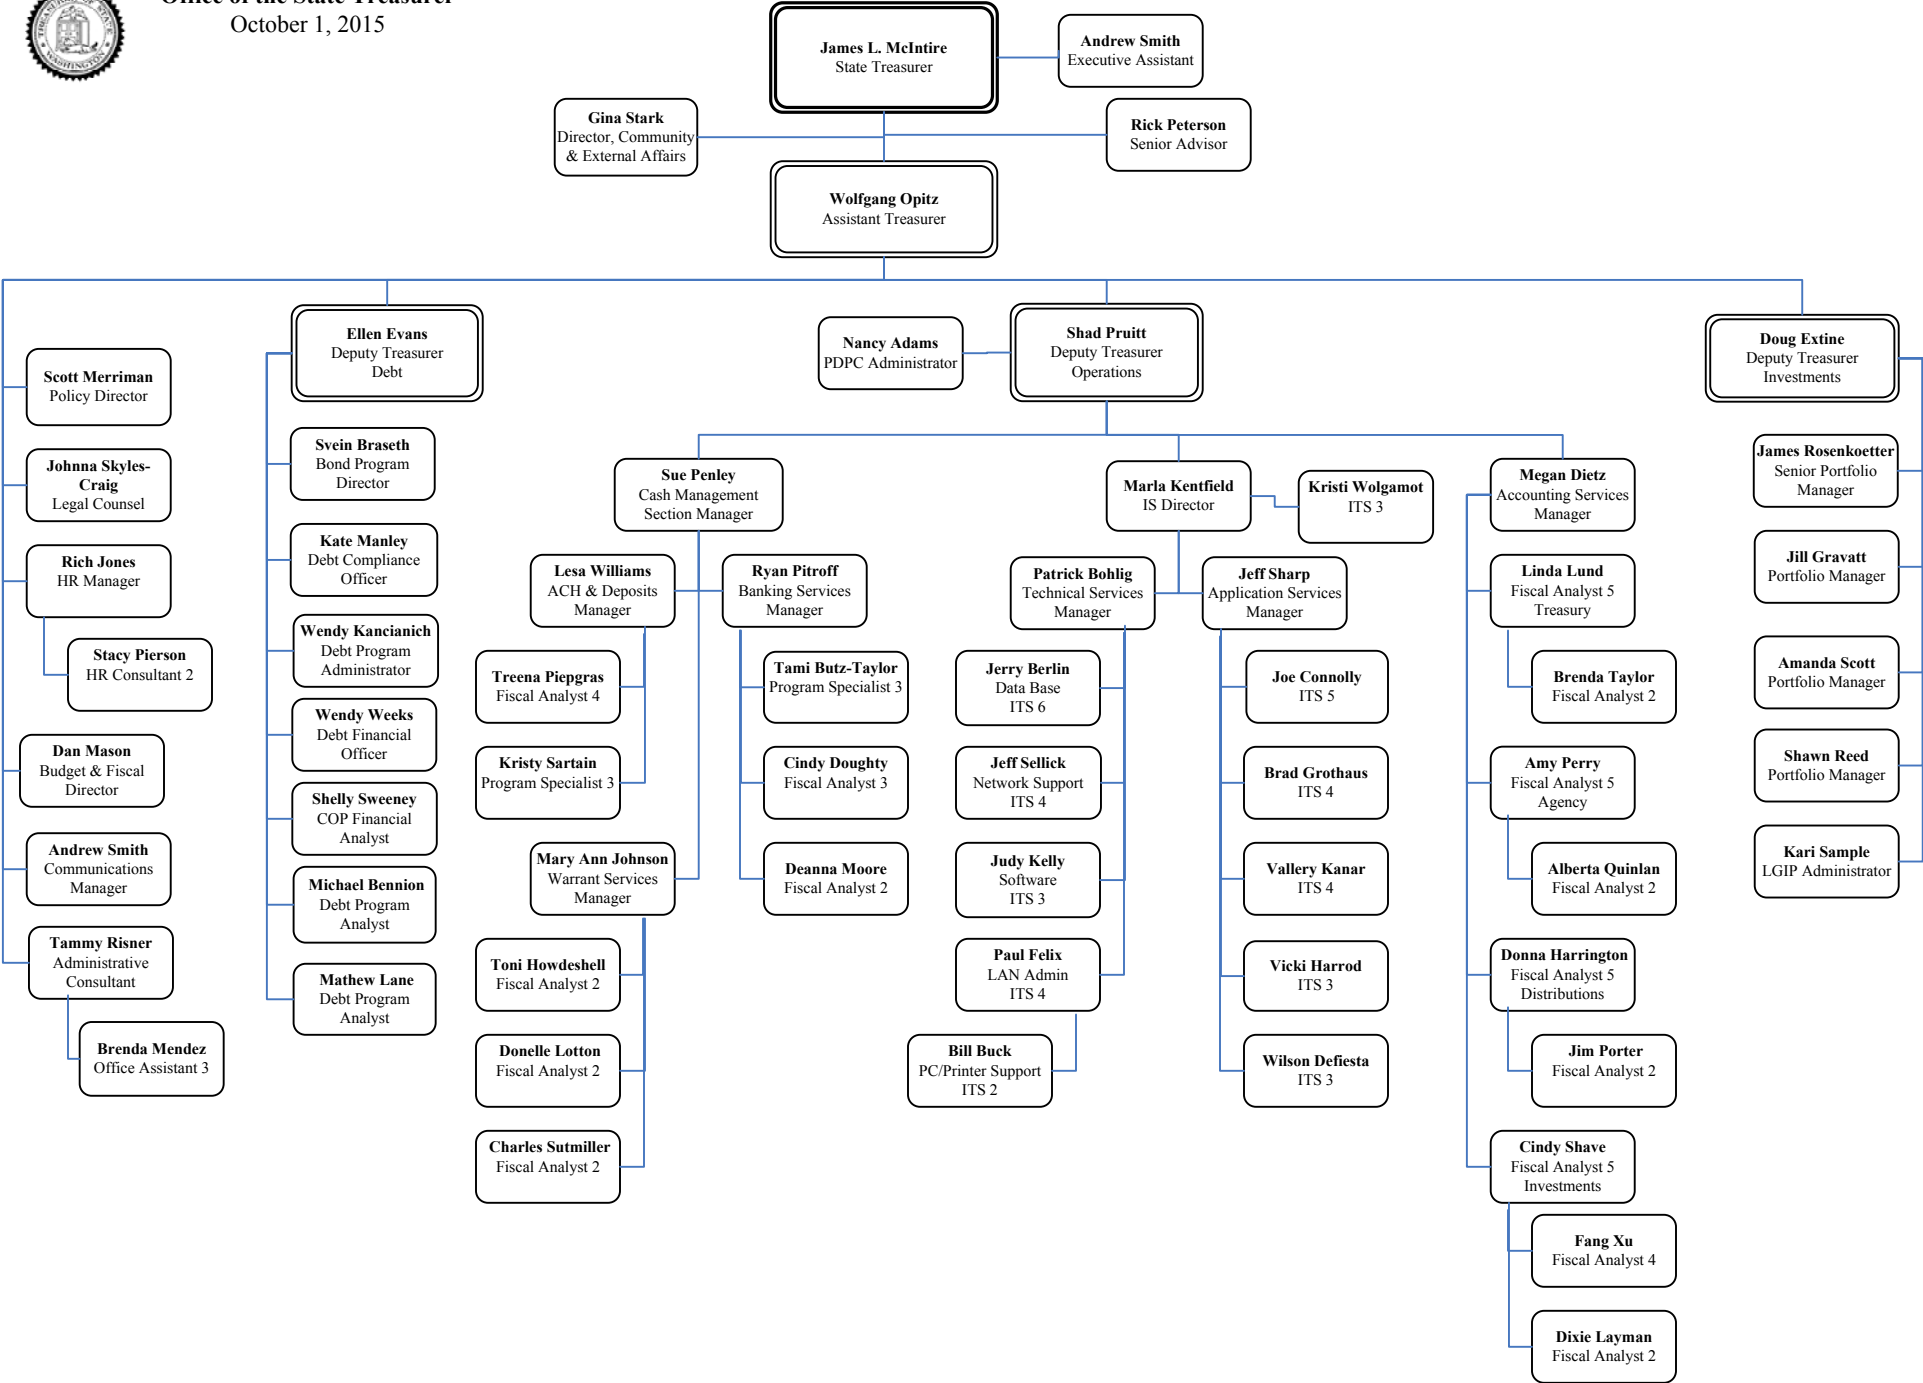 Office of the State Treasurer
October 1, 2015
James L. McIntire
State Treasurer
Andrew Smith
Executive Assistant
Gina Stark
Director, Community
& External Affairs
Rick Peterson
Senior Advisor
Wolfgang Opitz
Assistant Treasurer
Scott Merriman
Policy Director
Johnna Skyles-
Craig
Legal Counsel
Rich Jones
HR Manager
Stacy Pierson
HR Consultant 2
Dan Mason
Budget & Fiscal
Director
Andrew Smith
Communications
Manager
Tammy Risner
Administrative
Consultant
Brenda Mendez
Office Assistant 3
Ellen Evans
Deputy Treasurer
Debt
Svein Braseth
Bond Program
Director
Kate Manley
Debt Compliance
Officer
Wendy Kancianich
Debt Program
Administrator
Wendy Weeks
Debt Financial
Officer
Shelly Sweeney
COP Financial
Analyst
Michael Bennion
Debt Program
Analyst
Mathew Lane
Debt Program
Analyst
Nancy Adams
PDPC Administrator
Shad Pruitt
Deputy Treasurer
Operations
Sue Penley
Cash Management
Section Manager
Lesa Williams
ACH & Deposits
Manager
Treena Piepgras
Fiscal Analyst 4
Kristy Sartain
Program Specialist 3
Ryan Pitroff
Banking Services
Manager
Tami Butz-Taylor
Program Specialist 3
Cindy Doughty
Fiscal Analyst 3
Deanna Moore
Fiscal Analyst 2
Mary Ann Johnson
Warrant Services
Manager
Toni Howdeshell
Fiscal Analyst 2
Donelle Lotton
Fiscal Analyst 2
Charles Sutmiller
Fiscal Analyst 2
Marla Kentfield
IS Director
Kristi Wolgamot
ITS 3
Patrick Bohlig
Technical Services
Manager
Jerry Berlin
Data Base
ITS 6
Jeff Sellick
Network Support
ITS 4
Judy Kelly
Software
ITS 3
Paul Felix
LAN Admin
ITS 4
Bill Buck
PC/Printer Support
ITS 2
Jeff Sharp
Application Services
Manager
Joe Connolly
ITS 5
Brad Grothaus
ITS 4
Vallery Kanar
ITS 4
Vicki Harrod
ITS 3
Wilson Defiesta
ITS 3
Megan Dietz
Accounting Services
Manager
Linda Lund
Fiscal Analyst 5
Treasury
Brenda Taylor
Fiscal Analyst 2
Amy Perry
Fiscal Analyst 5
Agency
Alberta Quinlan
Fiscal Analyst 2
Donna Harrington
Fiscal Analyst 5
Distributions
Jim Porter
Fiscal Analyst 2
Cindy Shave
Fiscal Analyst 5
Investments
Fang Xu
Fiscal Analyst 4
Dixie Layman
Fiscal Analyst 2
Doug Extine
Deputy Treasurer
Investments
James Rosenkoetter
Senior Portfolio
Manager
Jill Gravatt
Portfolio Manager
Amanda Scott
Portfolio Manager
Shawn Reed
Portfolio Manager
Kari Sample
LGIP Administrator